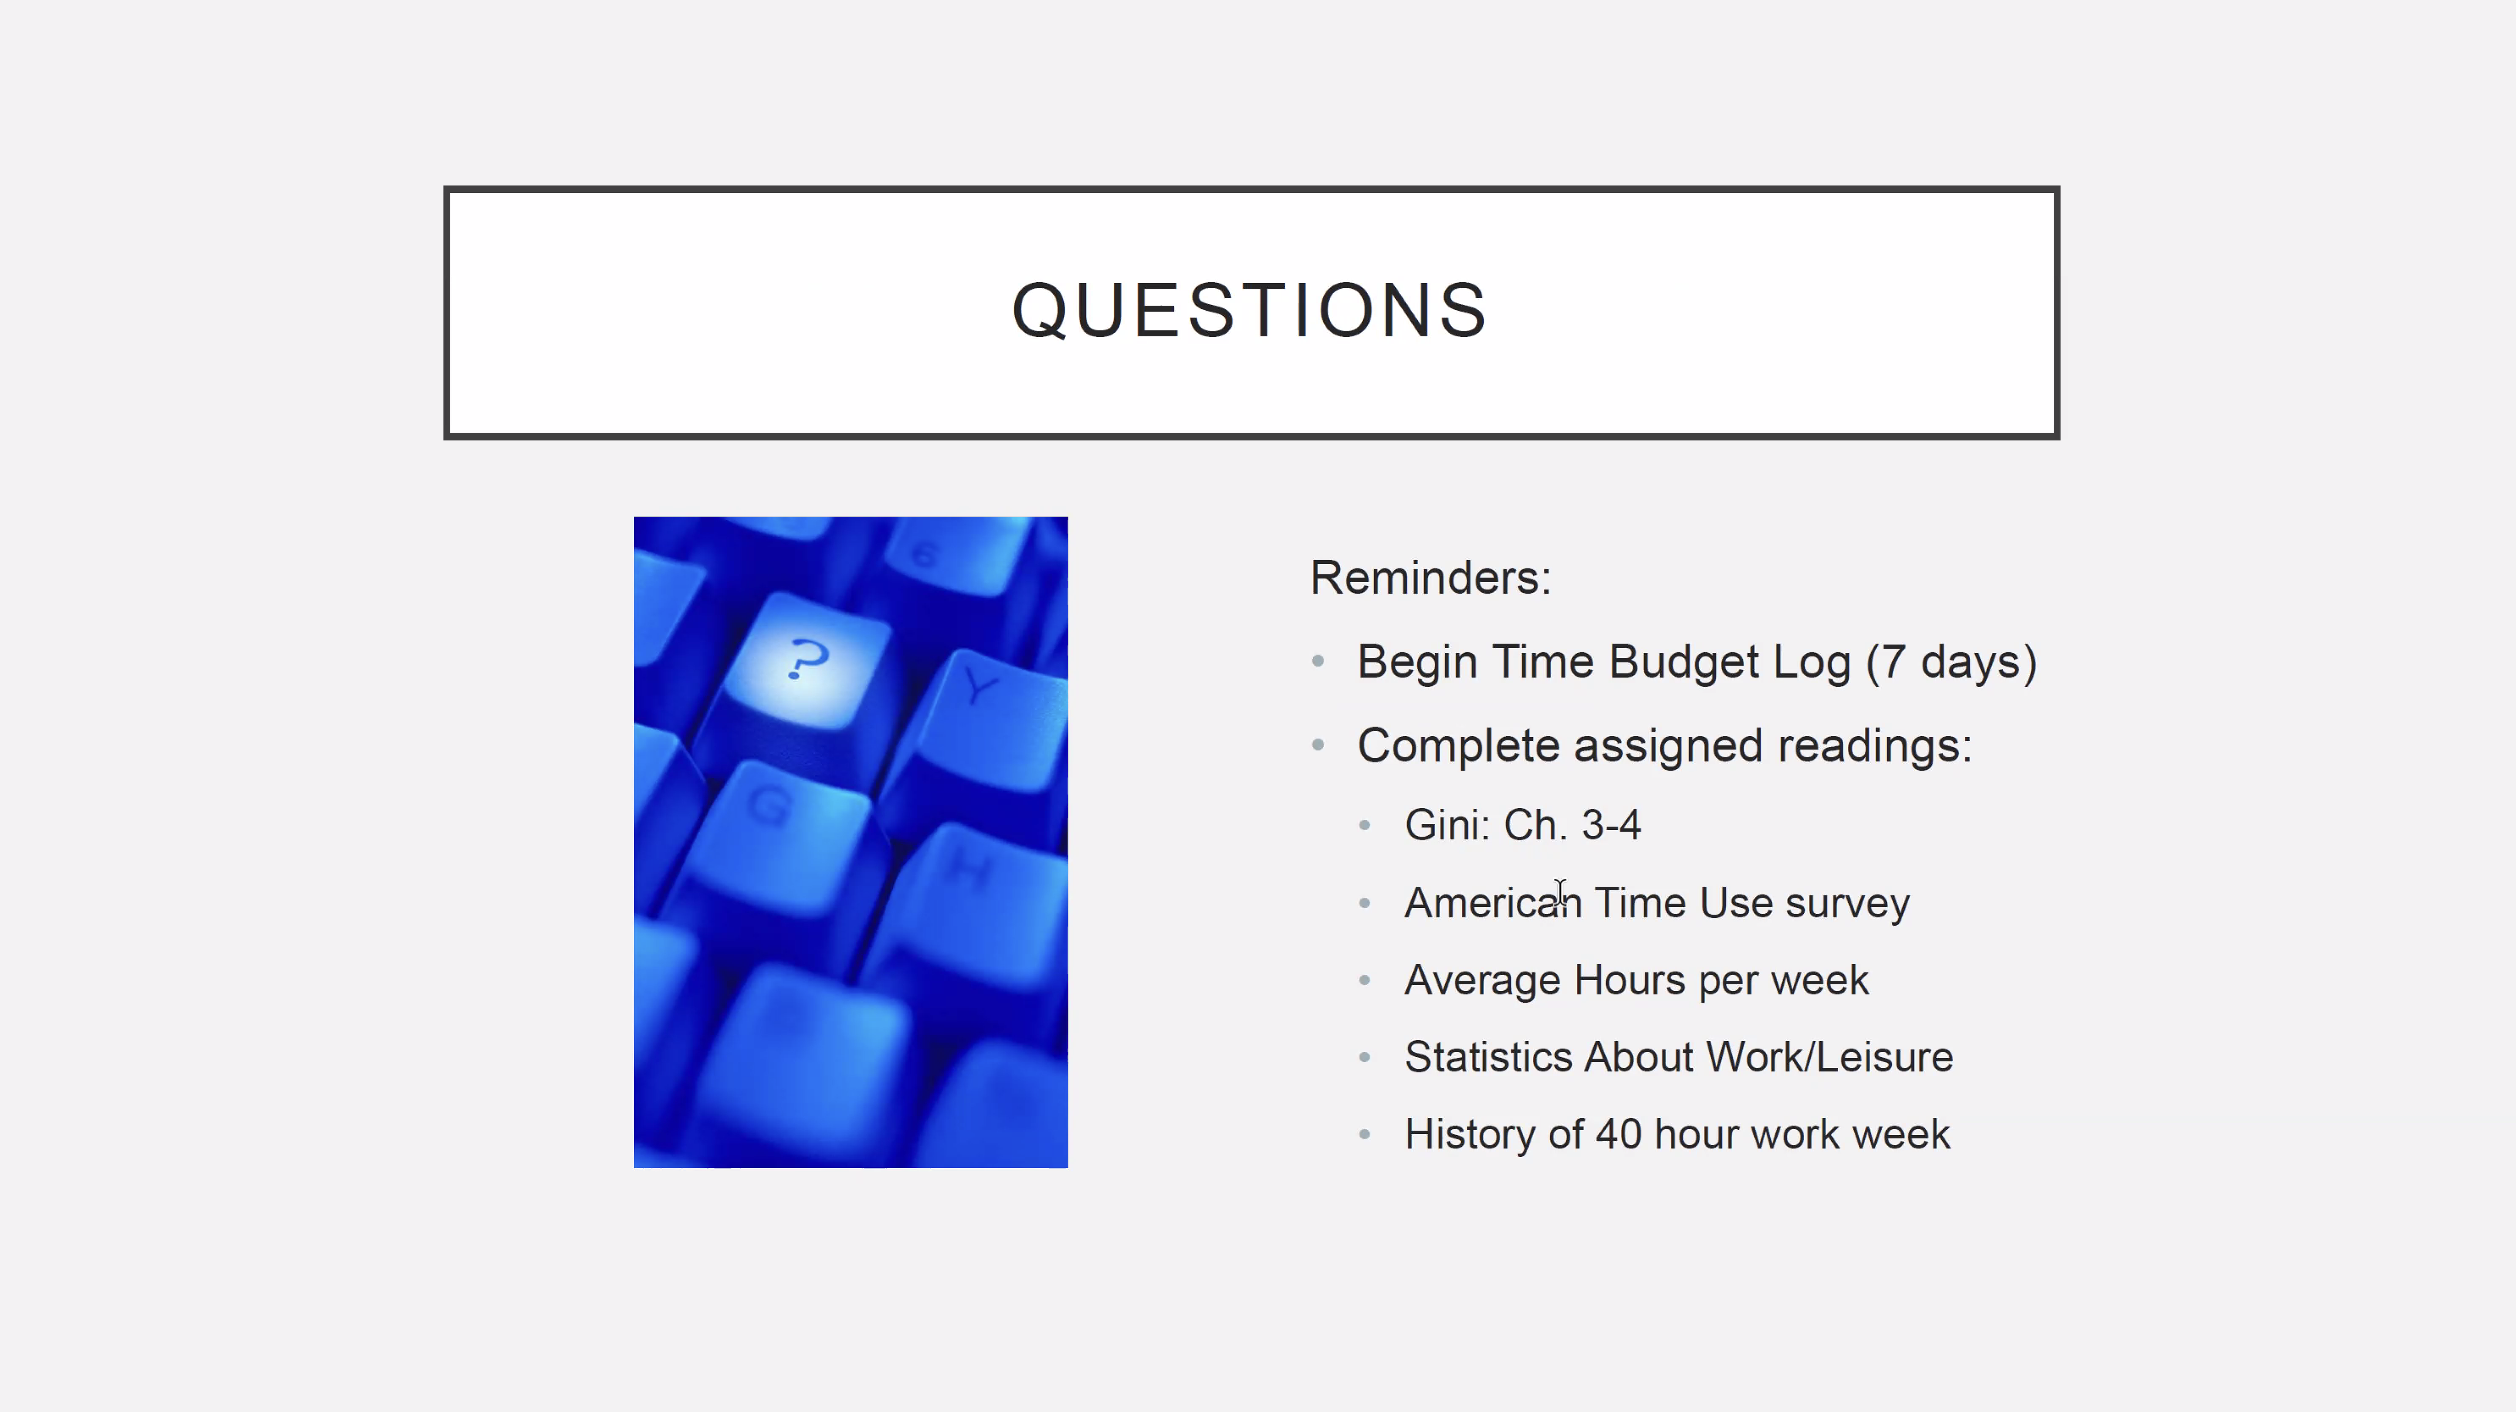 QUESTIONS
6
?
Y
G
H
Reminders:
Begin Time Budget Log (7 days)
Complete assigned readings:
Gini: Ch. 3-4
American Time Use survey
Average Hours per week
Statistics About Work/Leisure
History of 40 hour work week